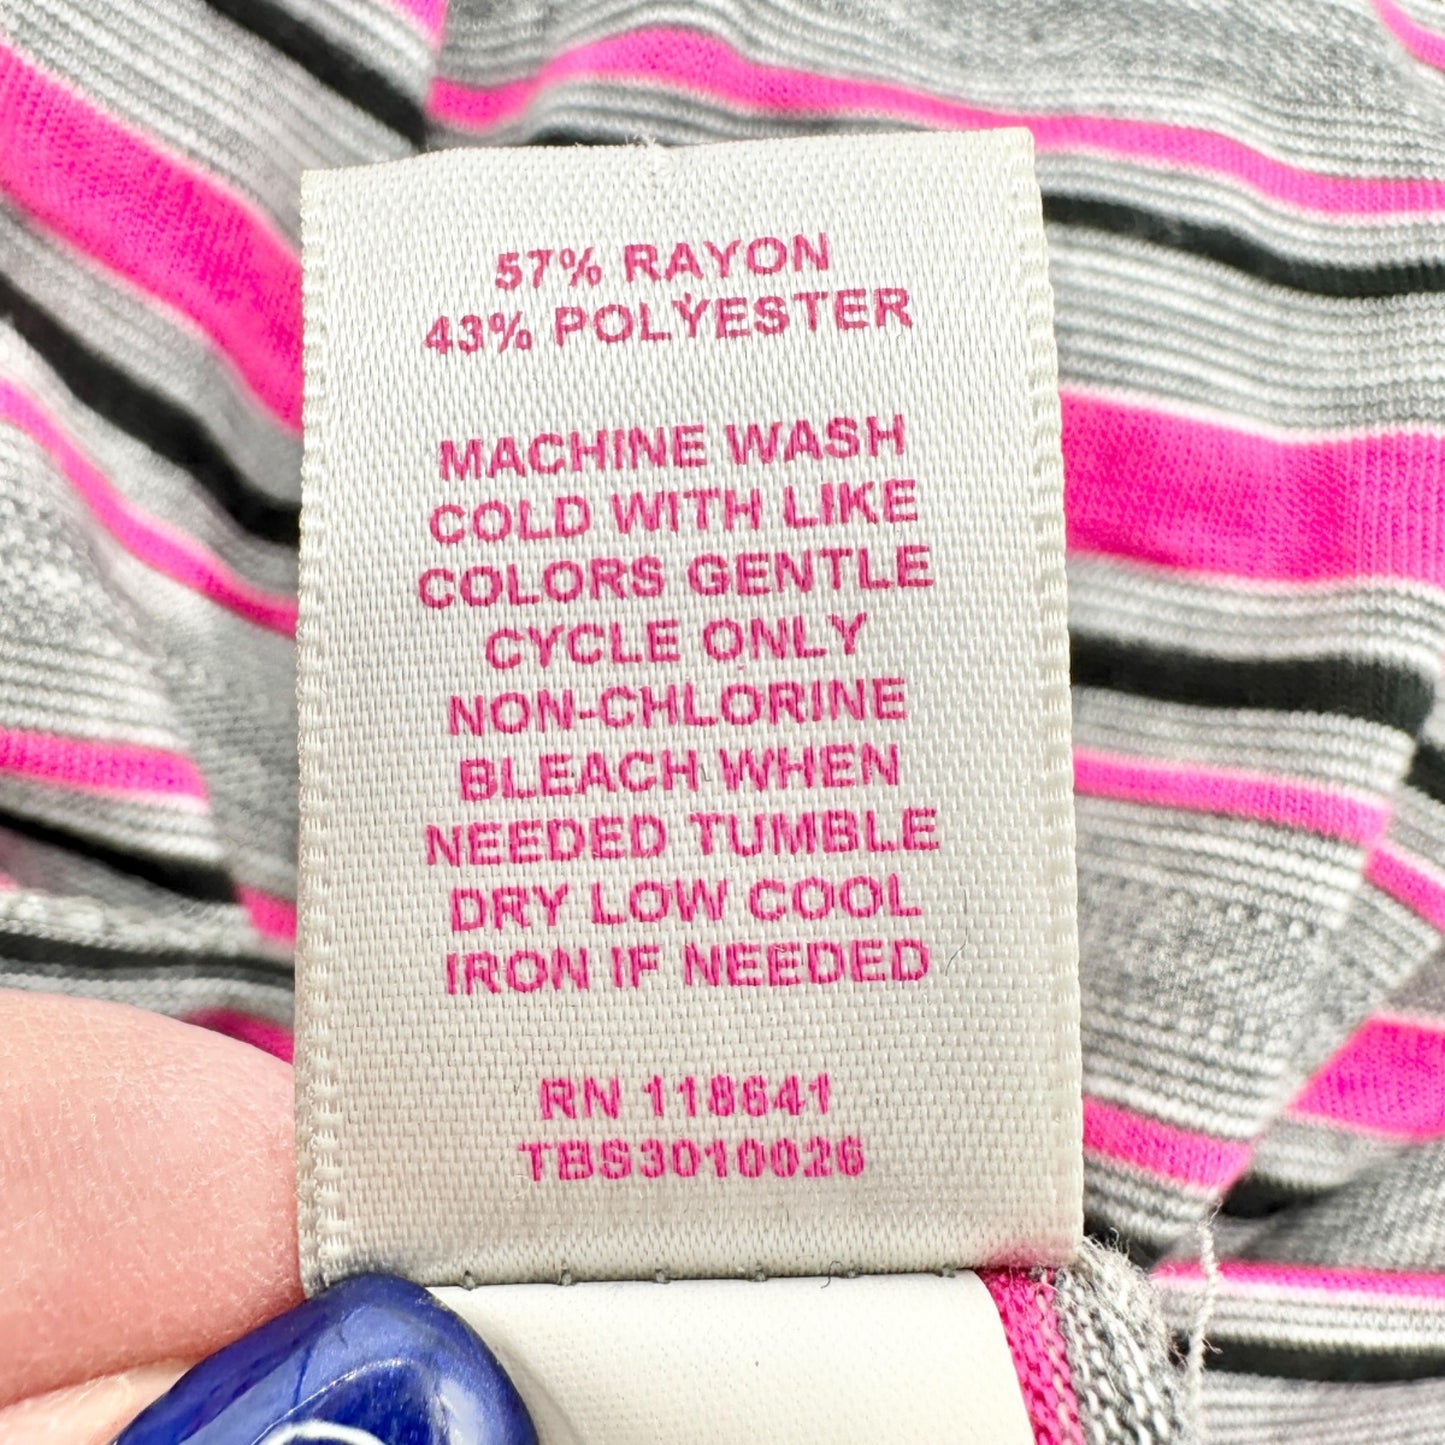 57% RAYON
43% POLYESTER
MACHINE WASH
COLD WITH LIKE
COLORS GENTLE
CYCLE ONLY
NON-CHLORINE
BLEACH WHEN
NEEDED TUMBLE
DRY LOW COOL
IRON IF NEEDED
RN 118641
TBS3010026